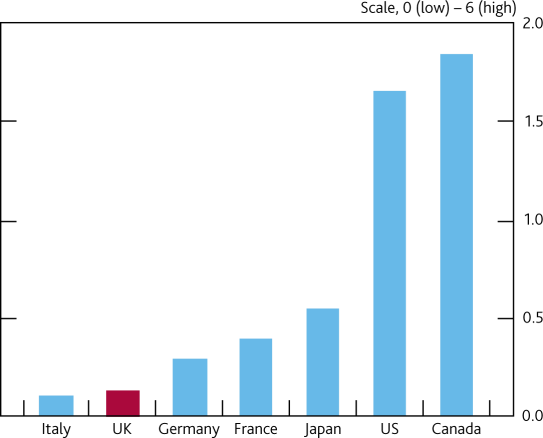 Scale, 0 (low) – 6 (high)
2.0
1.5
1.0
0.5
0.0
Italy UK Germany France Japan US Canada